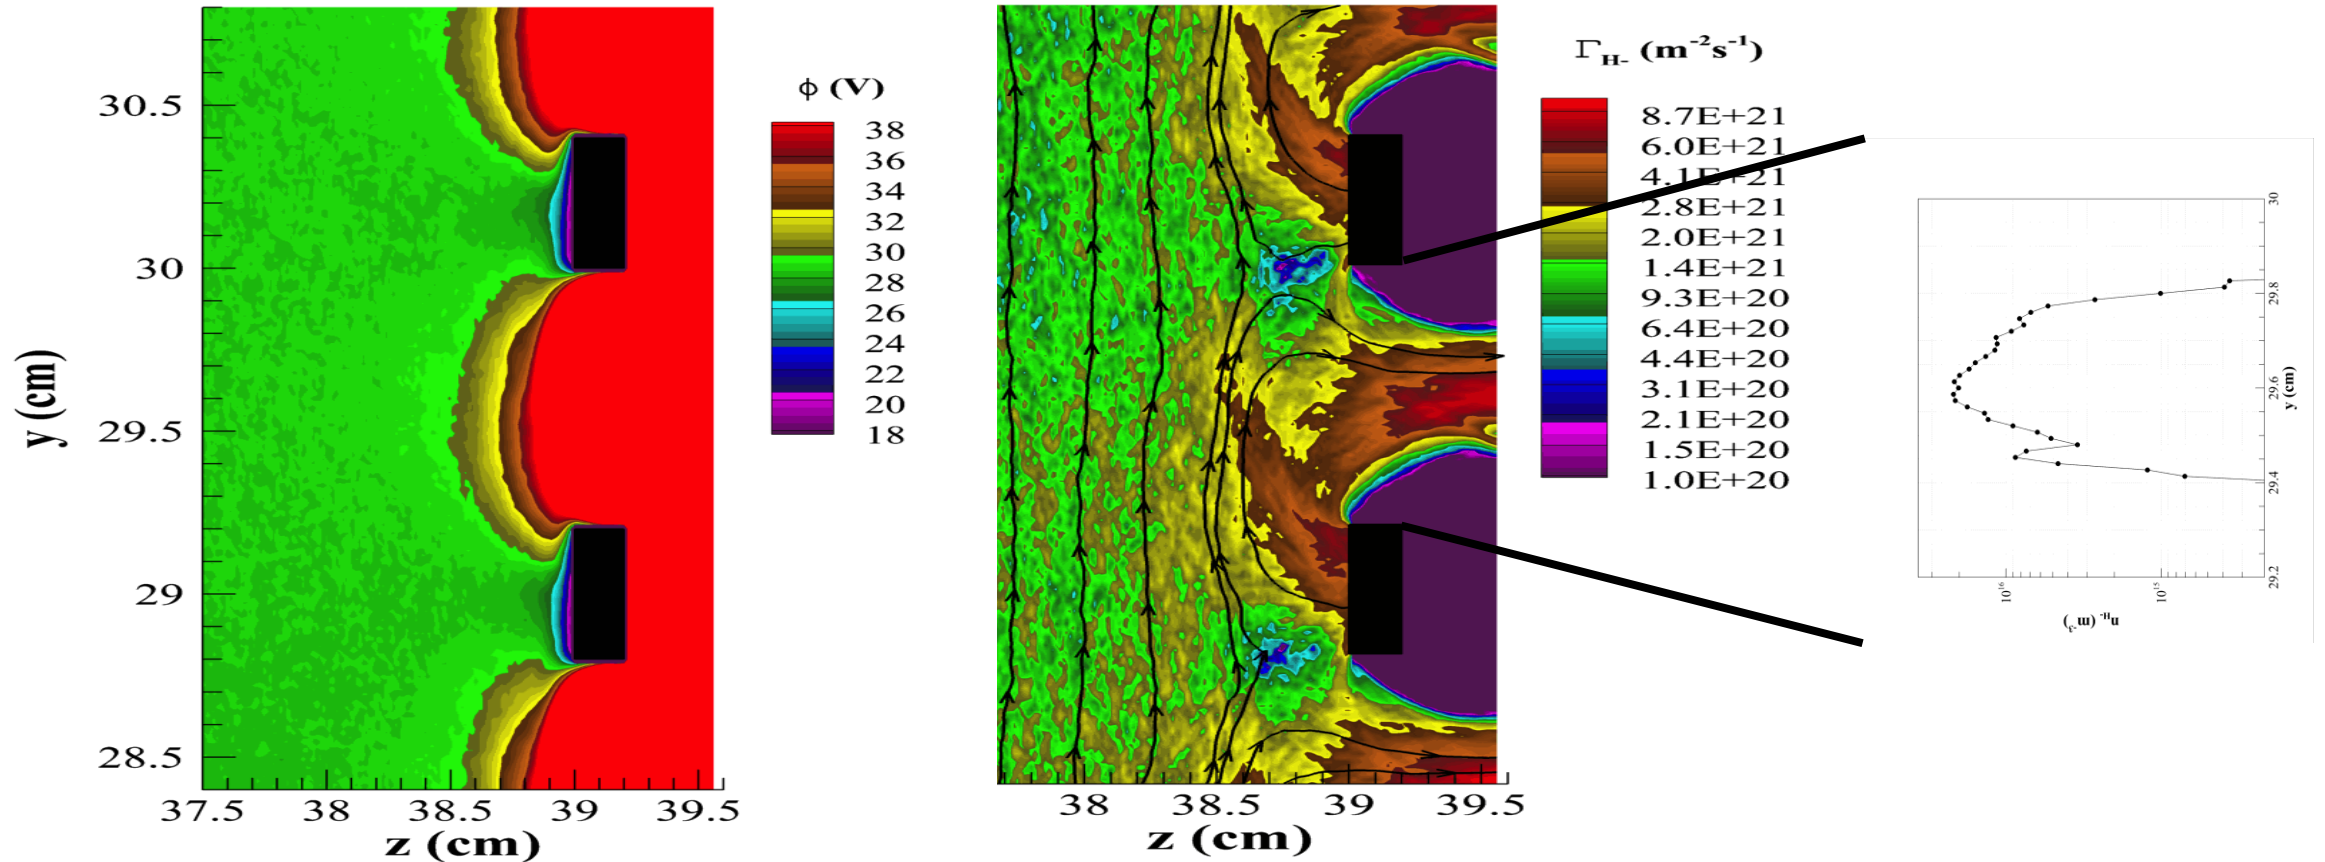 30.5
30
29.5
29
28.5
y (cm)
37.5 38 38.5 39 39.5
z (cm)
ϕ (V)
38
36
34
32
30
28
26
24
22
20
18
38 38.5 39 39.5
z (cm)
Γ_H- (m⁻²s⁻¹)
8.7E+21
6.0E+21
4.1E+21
2.8E+21
2.0E+21
1.4E+21
9.3E+20
6.4E+20
4.4E+20
3.1E+20
2.1E+20
1.5E+20
1.0E+20
30
29.8
29.6
29.4
29.2
y (cm)
10¹⁶ 10¹⁵
n_H- (m⁻³)